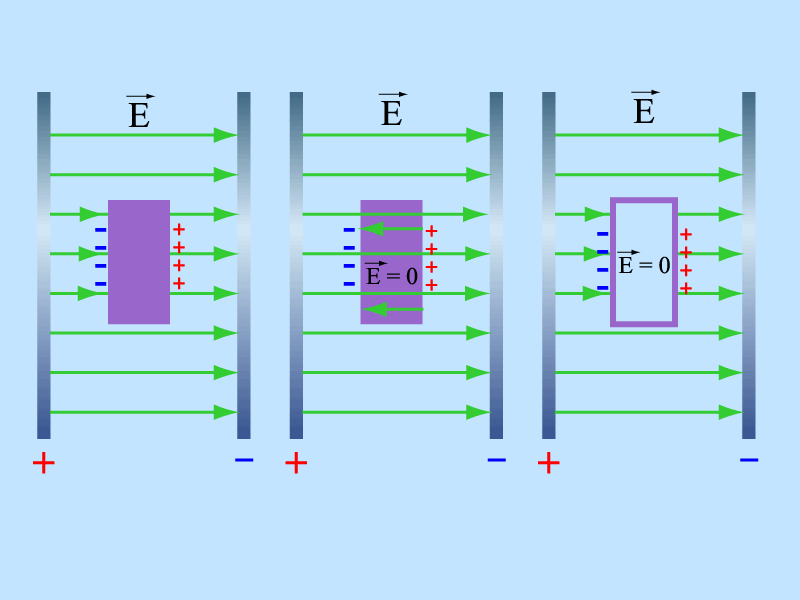 E
E
E
E = 0
E = 0
- - - -
+ + + +
- - - -
+ + + +
- - - -
+ + + +
+ - + - + -